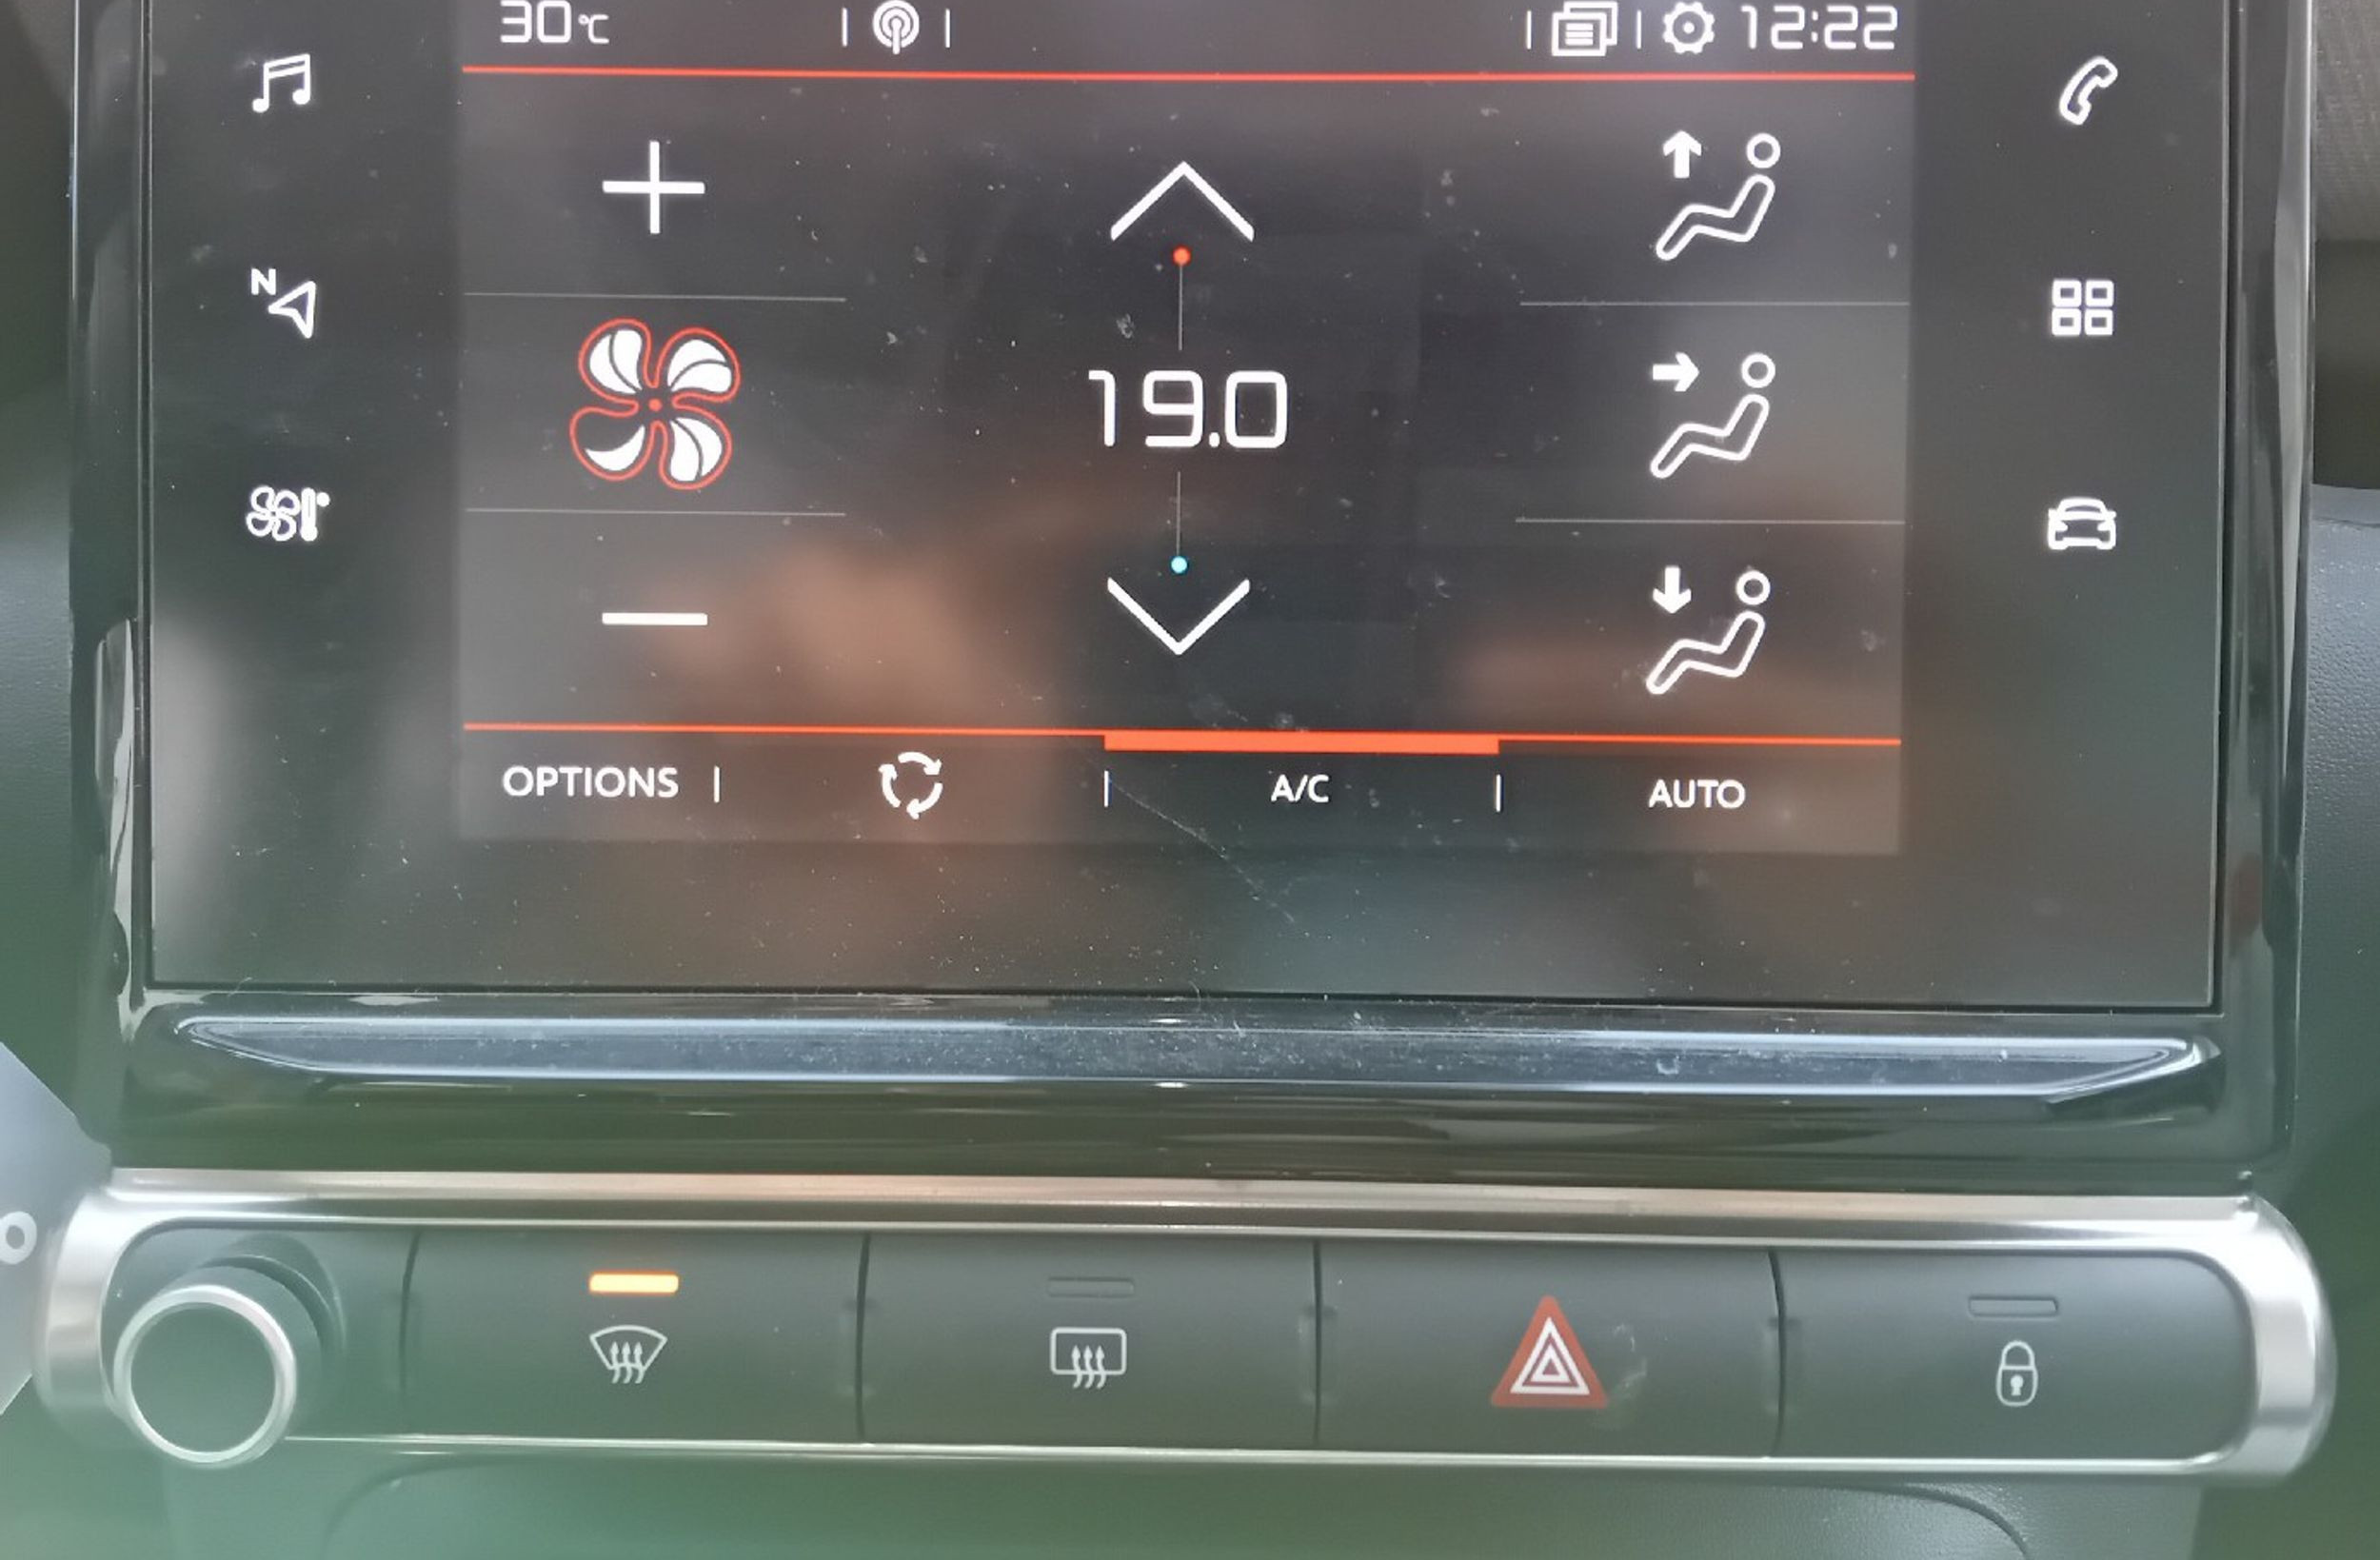 30°C
12:22
N
19.0
OPTIONS
A/C
AUTO